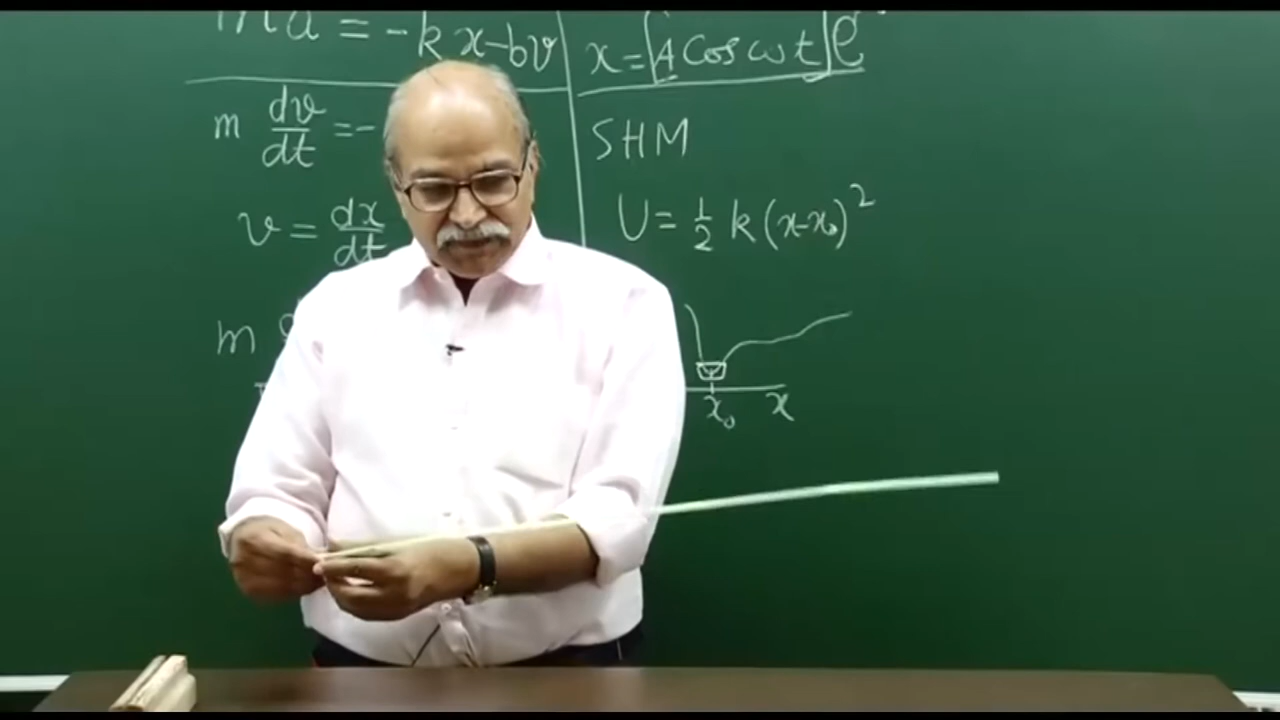 ma = -kx-bv
m dv/dt = -
v = dx/dt
m
x = [A cos ωt] e
SHM
U = 1/2 k (x-x₀)²
x₀ x